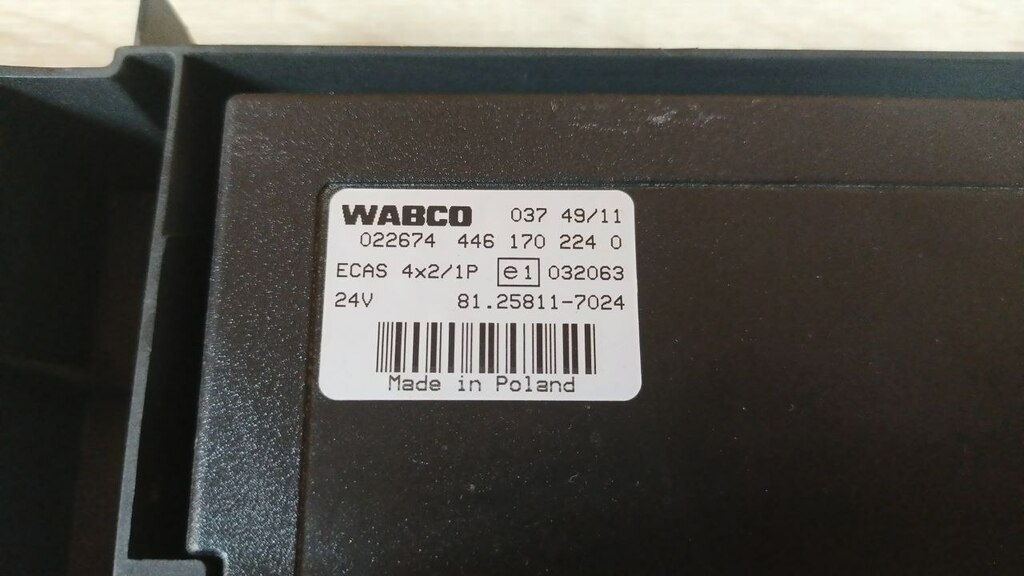 WABCO 037 49/11
022674 446 170 224 0
ECAS 4x2/1P e1 032063
24V 81.25811-7024
Made in Poland